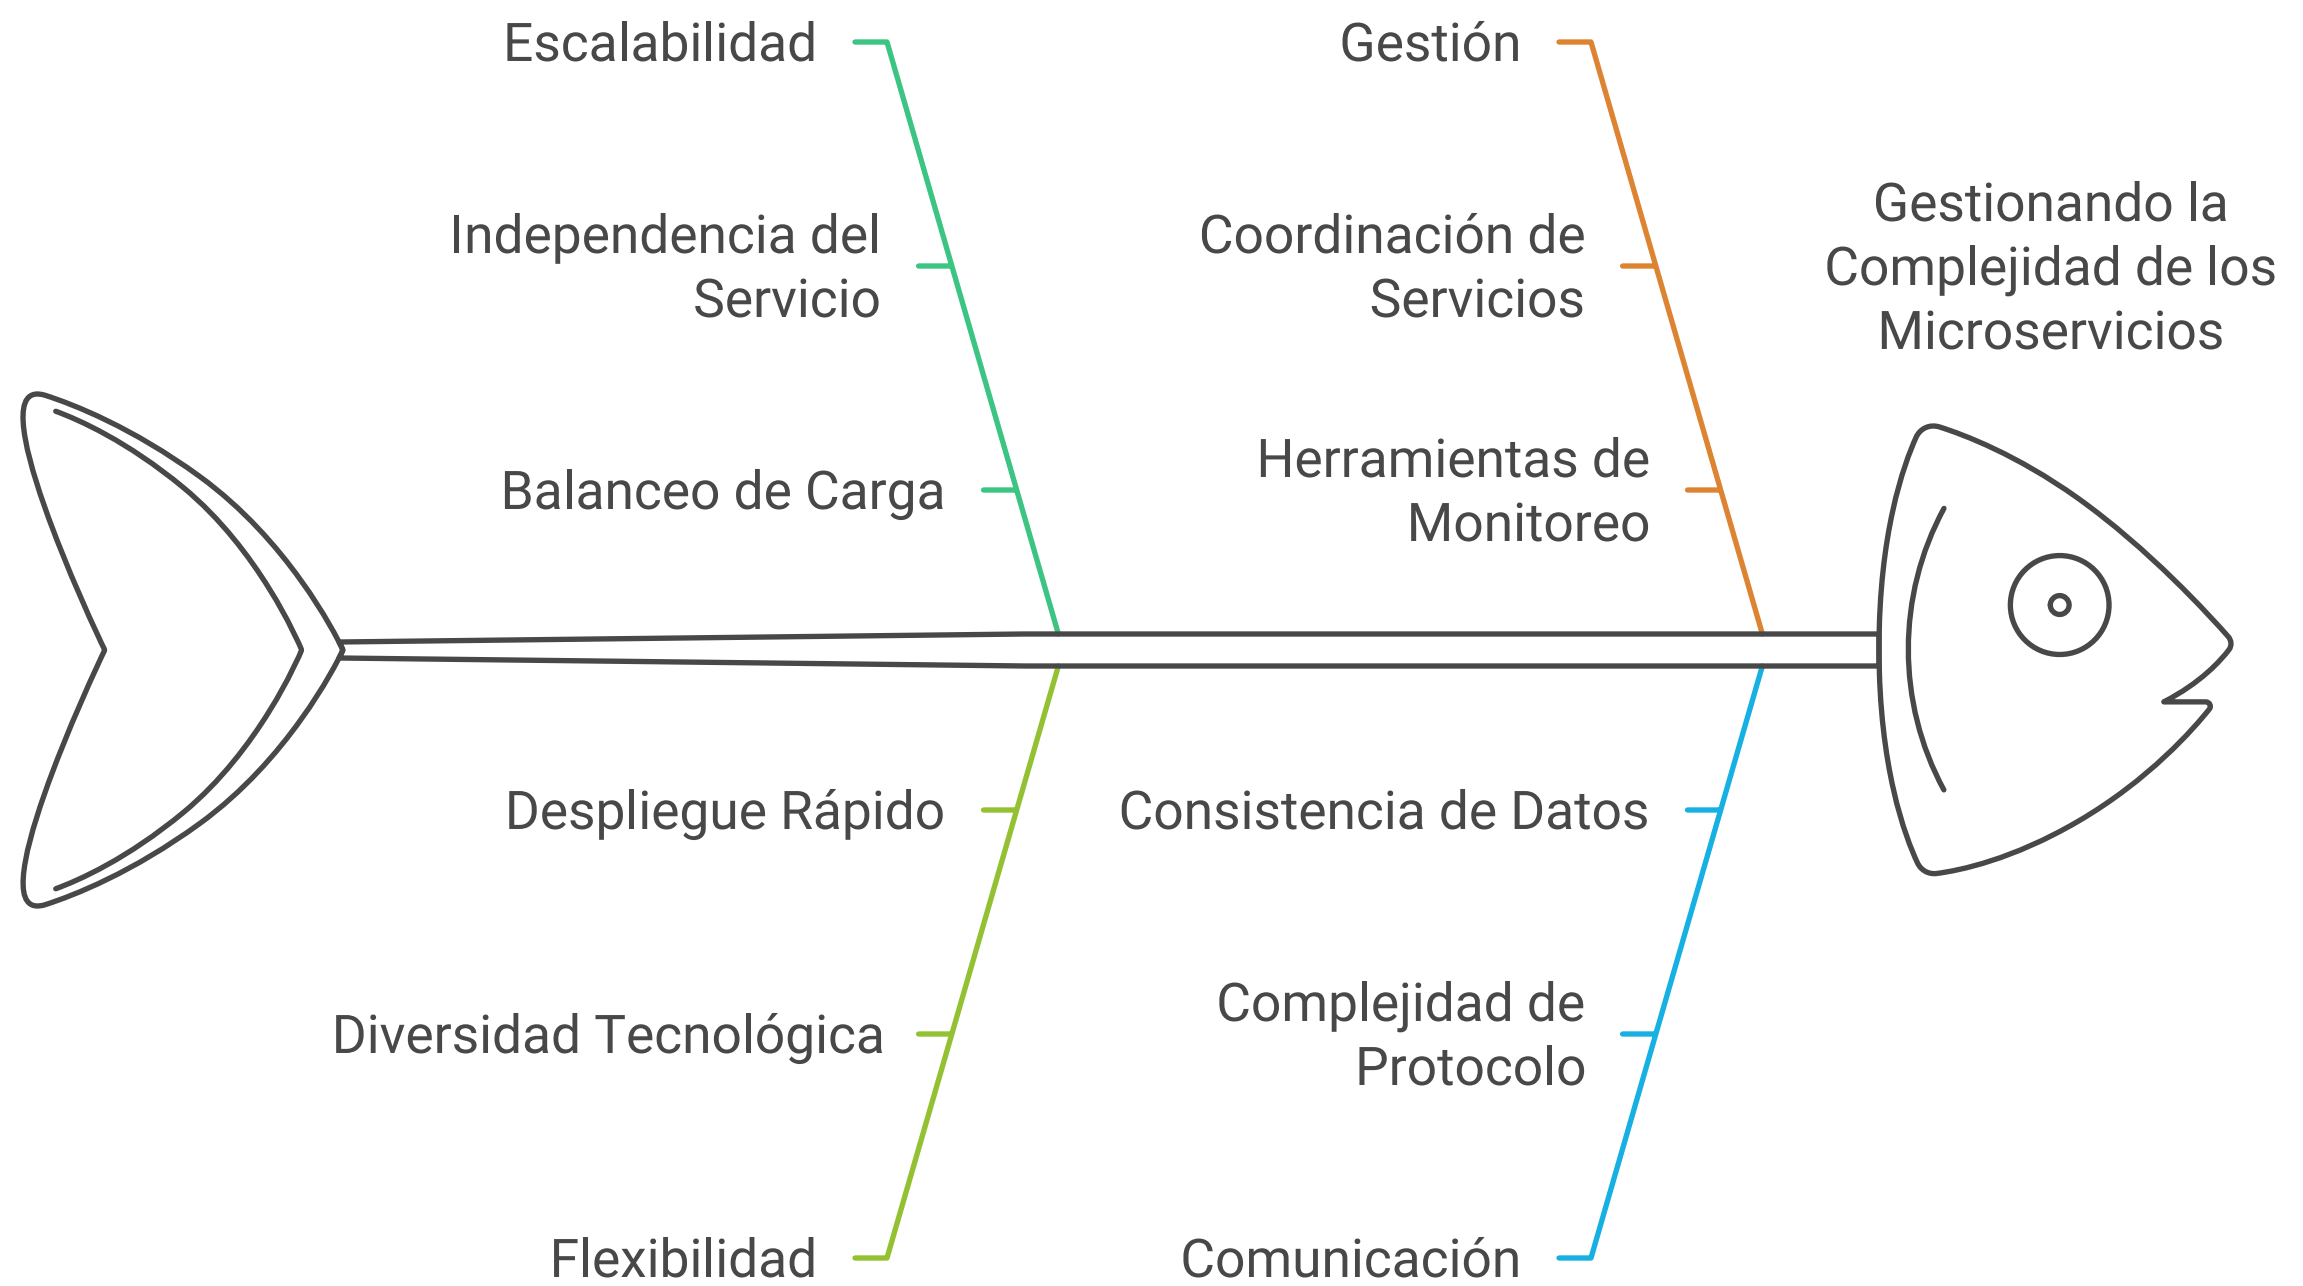 Escalabilidad
Independencia del
Servicio
Balanceo de Carga
Gestión
Coordinación de
Servicios
Herramientas de
Monitoreo
Gestionando la
Complejidad de los
Microservicios
Despliegue Rápido
Diversidad Tecnológica
Flexibilidad
Consistencia de Datos
Complejidad de
Protocolo
Comunicación